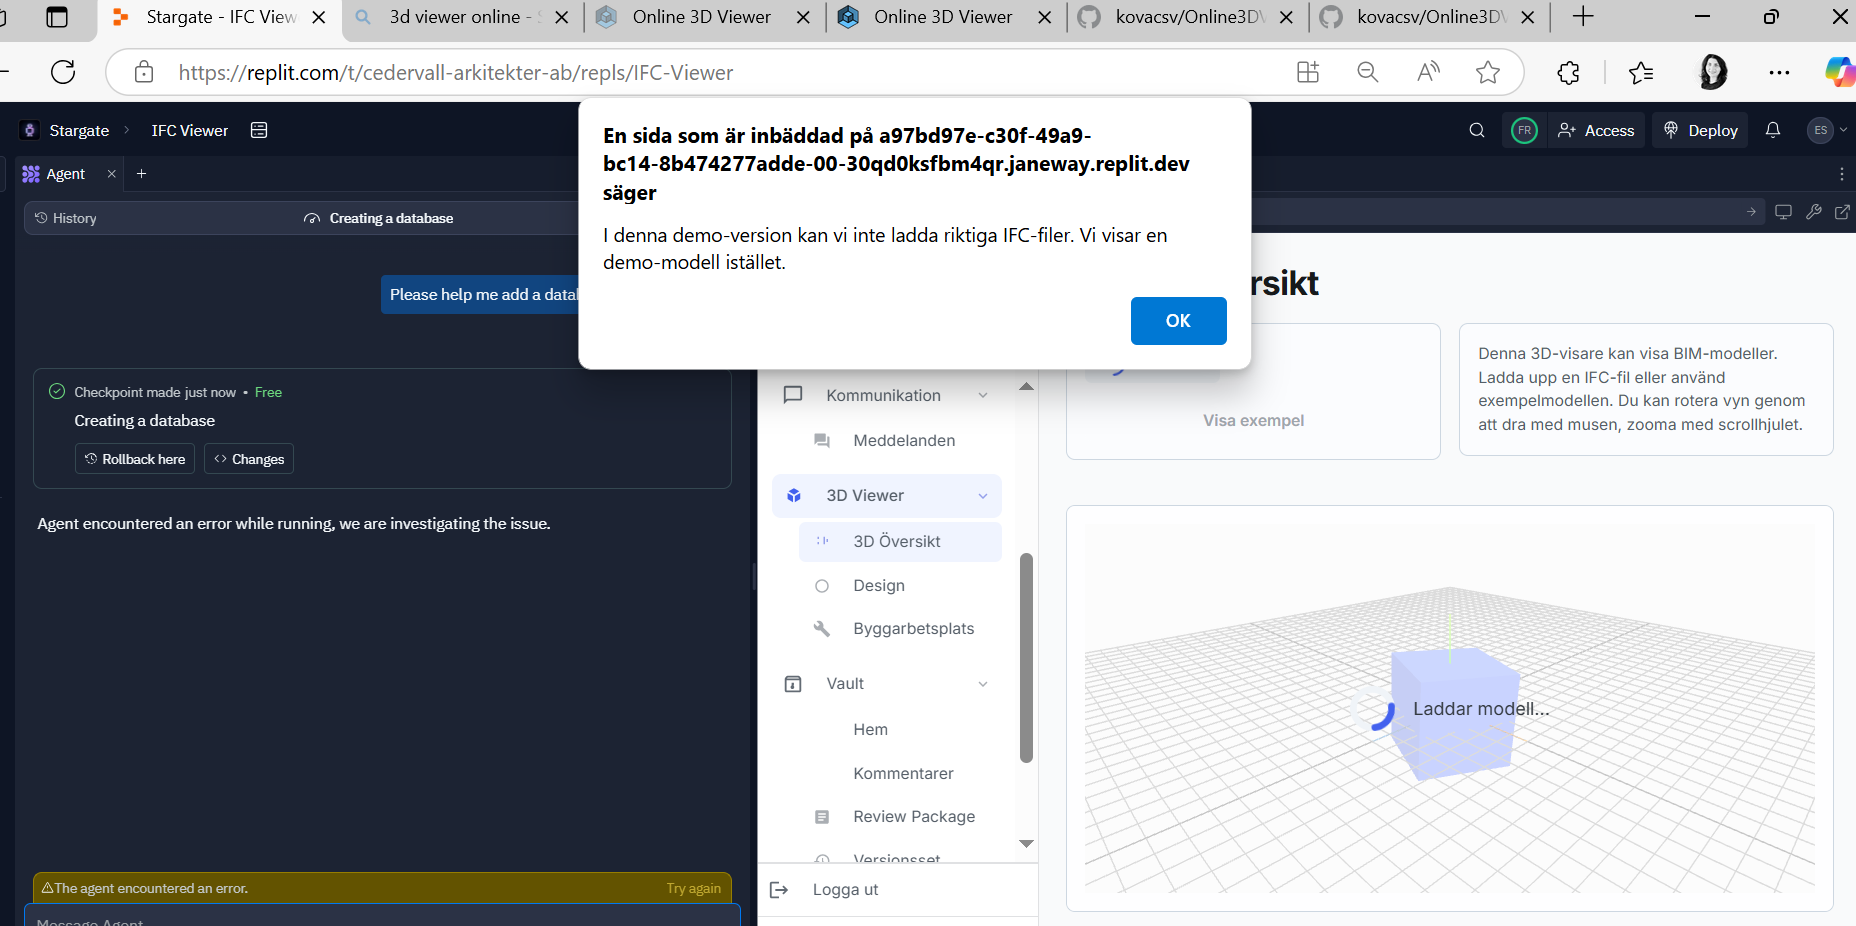 Stargate - IFC View
3d viewer online -
Online 3D Viewer
Online 3D Viewer
kovacsv/Online3DV
kovacsv/Online3DV
https://replit.com/t/cedervall-arkitekter-ab/repls/IFC-Viewer
Stargate
IFC Viewer
FR
Access
Deploy
ES
Agent
History
Creating a database
Please help me add a datab
Checkpoint made just now • Free
Creating a database
Rollback here
<> Changes
Agent encountered an error while running, we are investigating the issue.
The agent encountered an error.
Try again
Message Agent
En sida som är inbäddad på a97bd97e-c30f-49a9-
bc14-8b474277adde-00-30qd0ksfbm4qr.janeway.replit.dev
säger
I denna demo-version kan vi inte ladda riktiga IFC-filer. Vi visar en
demo-modell istället.
OK
Kommunikation
Meddelanden
3D Viewer
3D Översikt
Design
Byggarbetsplats
Vault
Hem
Kommentarer
Review Package
Versionsset
Logga ut
rsikt
Visa exempel
Denna 3D-visare kan visa BIM-modeller.
Ladda upp en IFC-fil eller använd
exempelmodellen. Du kan rotera vyn genom
att dra med musen, zooma med scrollhjulet.
Laddar modell...